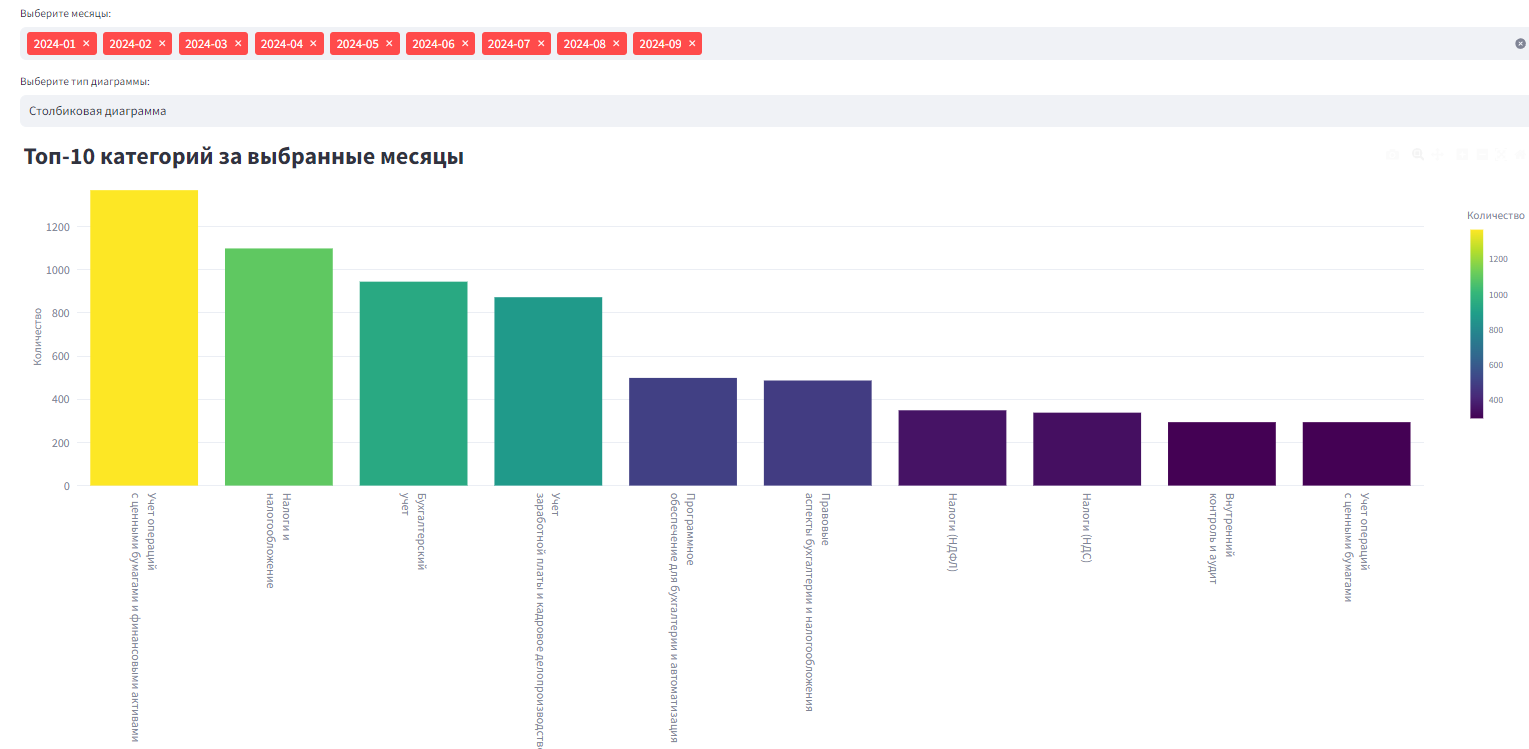 Выберите месяцы:
2024-01 × 2024-02 × 2024-03 × 2024-04 × 2024-05 × 2024-06 × 2024-07 × 2024-08 × 2024-09 ×
Выберите тип диаграммы:
Столбиковая диаграмма
Топ-10 категорий за выбранные месяцы
Количество
1200
1000
800
600
400
200
0
Учет операций
с ценными бумагами и финансовыми активами
Налоги и
налогообложение
Бухгалтерский
учет
Учет
заработной платы и кадровое делопроизводств
Программное
обеспечение для бухгалтерии и автоматизация
Правовые
аспекты бухгалтерии и налогообложения
Налоги (НДФЛ)
Налоги (НДС)
Внутренний
контроль и аудит
Учет операций
с ценными бумагами
Количество
1200
1000
800
600
400